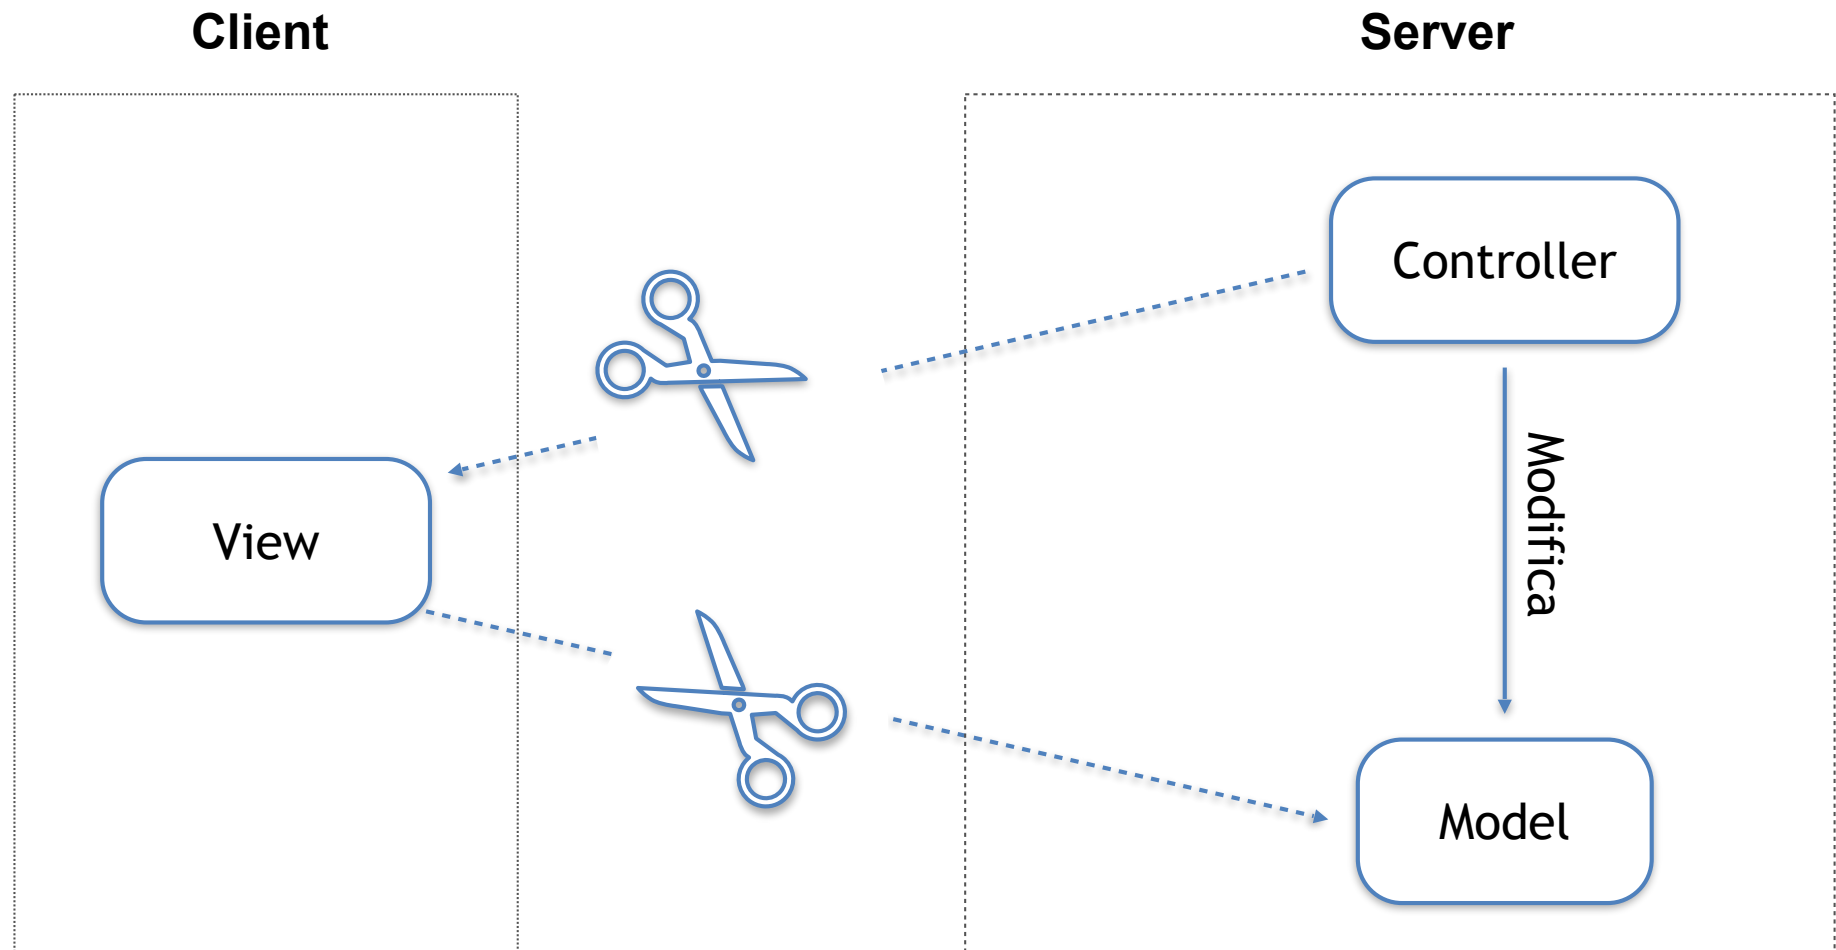 Client
Server
Controller
Modifica
View
Model